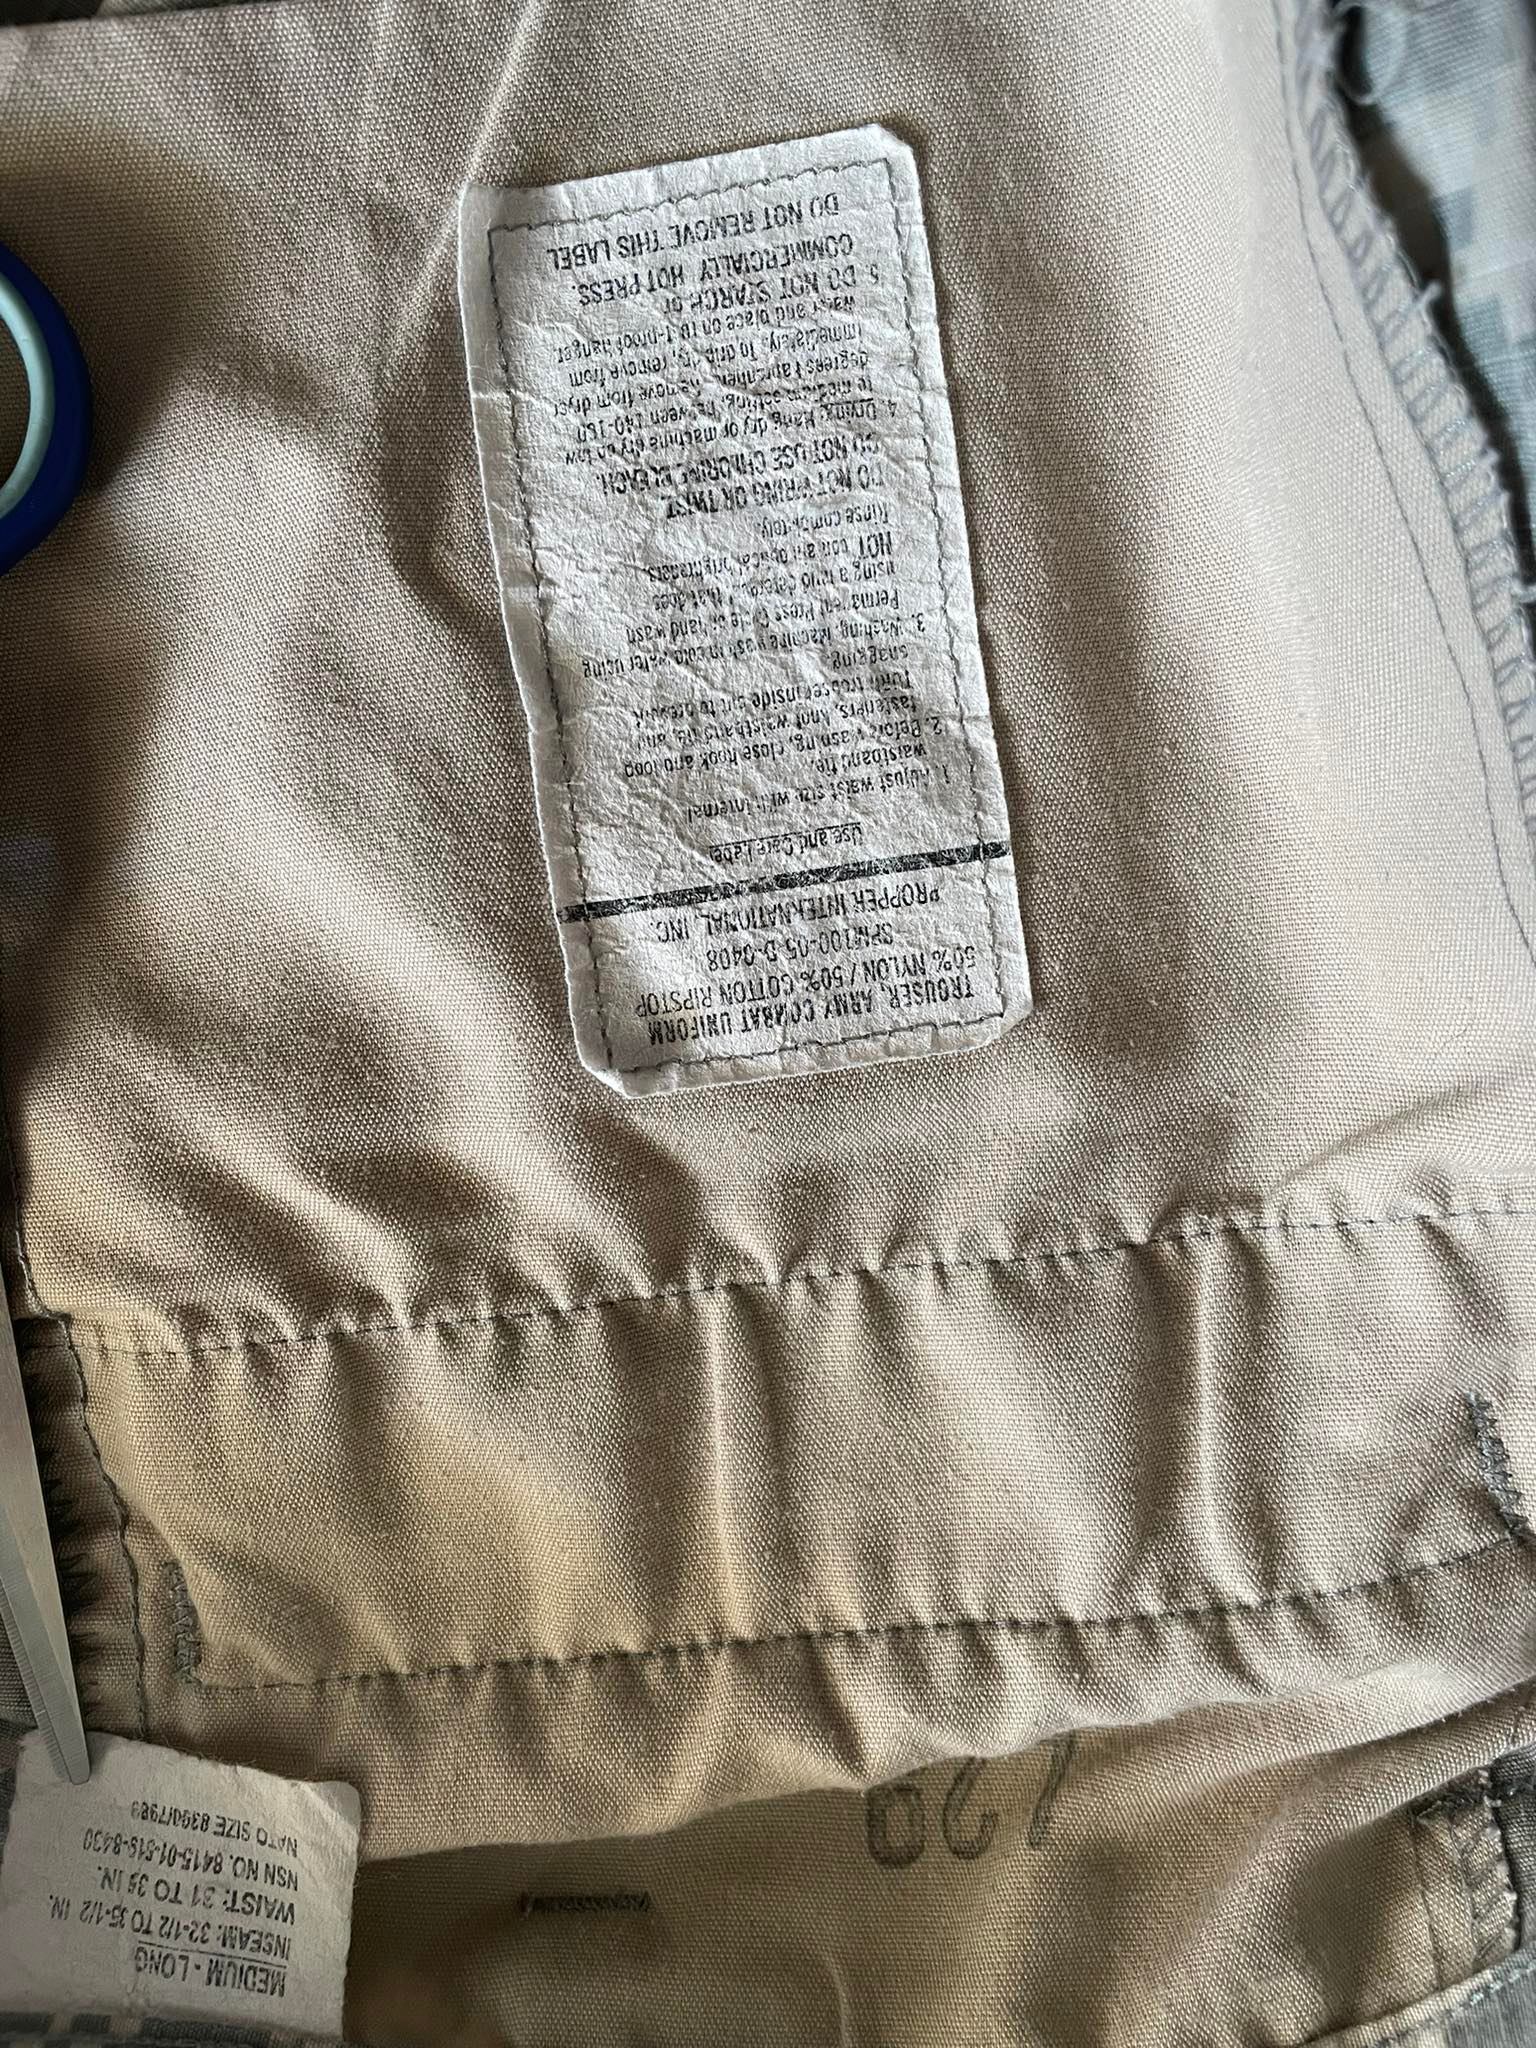 TROUSER, ARMY COMBAT UNIFORM
50% NYLON / 50% COTTON RIPSTOP
SPM100-05-D-0408
PROPPER INTERNATIONAL, INC.
Use and Care Label
1. Adjust waist size with internal
waistband tie.
2. Before washing, close hook and loop
fasteners, knot waistband tie, and
Turn trouser inside out to prevent
snagging.
3. Washing: Machine wash in cold water using
Permanent Press Cycle or hand wash
using a mild detergent that does
NOT contain optical brighteners.
Rinse completely.
DO NOT WRING OR TWIST.
DO NOT USE CHLORINE BLEACH.
4. Drying: Hang dry or machine dry on low
to medium setting, between 140-160
degrees Fahrenheit. Remove from dryer
immediately. To drip dry, remove from
water and place on rust-proof hanger.
5. DO NOT STARCH or
COMMERCIALLY HOT PRESS.
DO NOT REMOVE THIS LABEL
MEDIUM - LONG
INSEAM: 32-1/2 TO 35-1/2 IN.
WAIST: 31 TO 35 IN.
NSN NO. 8415-01-519-8430
NATO SIZE 8390/7989